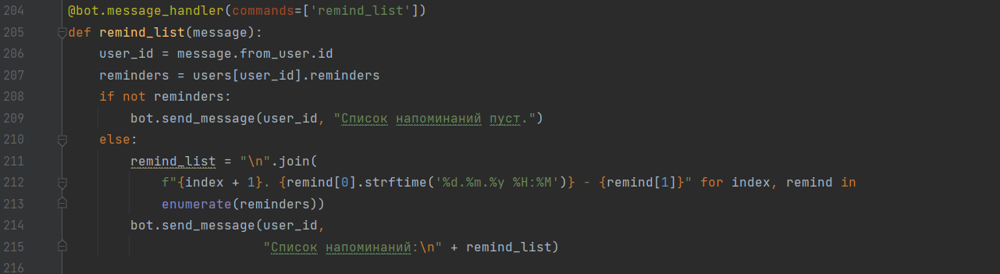 204 @bot.message_handler(commands=['remind_list'])
205 def remind_list(message):
206     user_id = message.from_user.id
207     reminders = users[user_id].reminders
208     if not reminders:
209         bot.send_message(user_id, "Список напоминаний пуст.")
210     else:
211         remind_list = "\n".join(
212             f"{index + 1}. {remind[0].strftime('%d.%m.%y %H:%M')} - {remind[1]}" for index, remind in
213             enumerate(reminders))
214         bot.send_message(user_id,
215                          "Список напоминаний:\n" + remind_list)
216